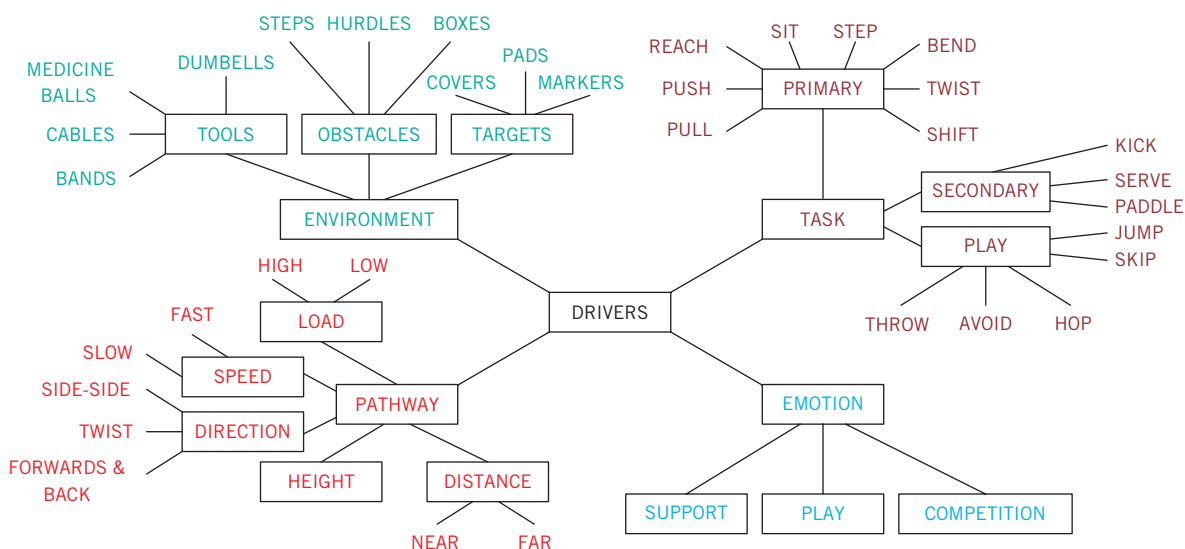 STEPS HURDLES BOXES
SIT STEP
REACH
BEND
PADS
DUMBELLS
MEDICINE
BALLS
COVERS
MARKERS
PUSH
PRIMARY
TWIST
CABLES
TOOLS
OBSTACLES
TARGETS
PULL
SHIFT
KICK
BANDS
SECONDARY
SERVE
PADDLE
ENVIRONMENT
TASK
JUMP
PLAY
SKIP
HIGH
LOW
DRIVERS
FAST
LOAD
THROW
AVOID
HOP
SLOW
SPEED
SIDE-SIDE
PATHWAY
EMOTION
TWIST
DIRECTION
FORWARDS &
BACK
HEIGHT
DISTANCE
SUPPORT
PLAY
COMPETITION
NEAR
FAR